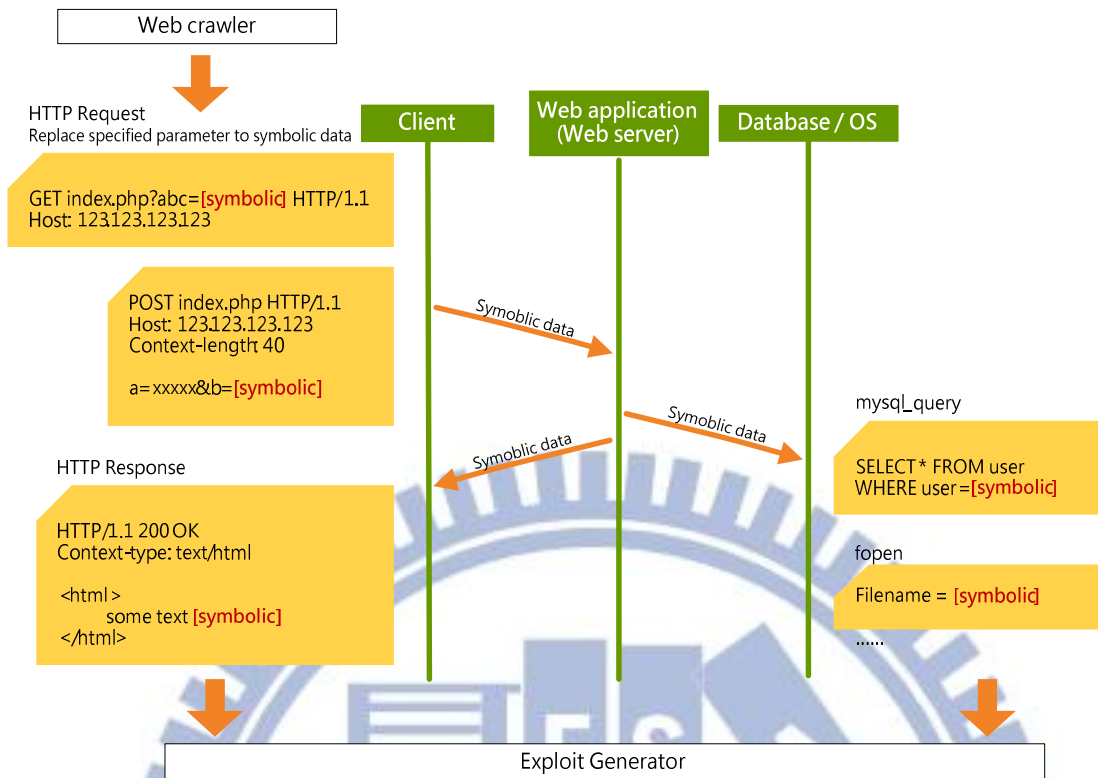 Web crawler
HTTP Request
Replace specified parameter to symbolic data
GET index.php?abc=[symbolic] HTTP/1.1
Host: 123.123.123.123
POST index.php HTTP/1.1
Host: 123.123.123.123
Context-length: 40
a=xxxxx&b=[symbolic]
HTTP Response
HTTP/1.1 200 OK
Context-type: text/html
<html>
some text [symbolic]
</html>
Client
Web application
(Web server)
Database / OS
Symoblic data
Symoblic data
Symoblic data
mysql_query
SELECT * FROM user
WHERE user=[symbolic]
fopen
Filename = [symbolic]
......
Exploit Generator